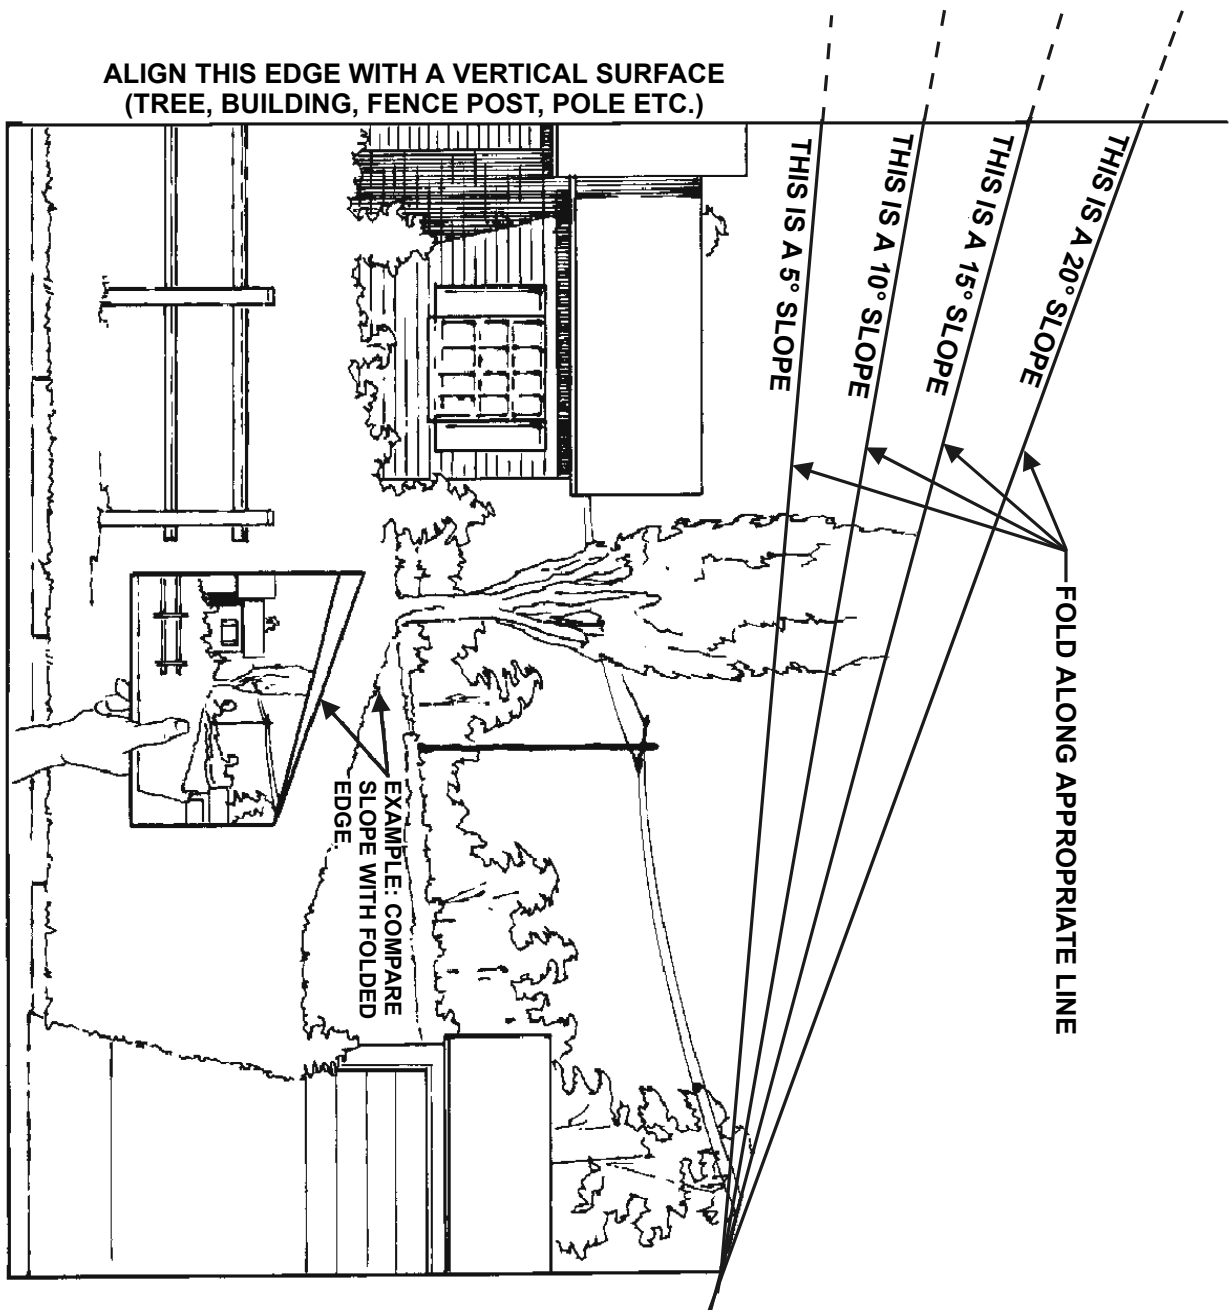 ALIGN THIS EDGE WITH A VERTICAL SURFACE
(TREE, BUILDING, FENCE POST, POLE ETC.)
THIS IS A 5° SLOPE
THIS IS A 10° SLOPE
THIS IS A 15° SLOPE
THIS IS A 20° SLOPE
FOLD ALONG APPROPRIATE LINE
EXAMPLE: COMPARE
SLOPE WITH FOLDED
EDGE.